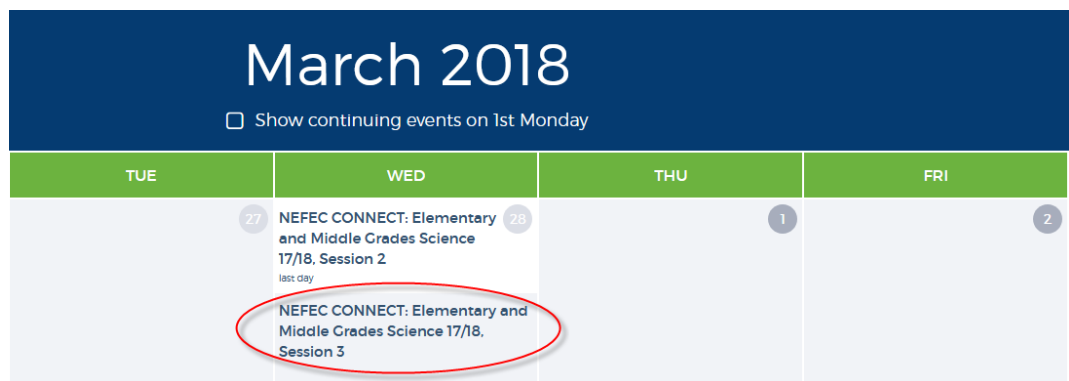 March 2018
Show continuing events on 1st Monday
TUE
WED
THU
FRI
27
NEFEC CONNECT: Elementary
28
and Middle Grades Science
17/18, Session 2
last day
NEFEC CONNECT: Elementary and
Middle Grades Science 17/18,
Session 3
1
2